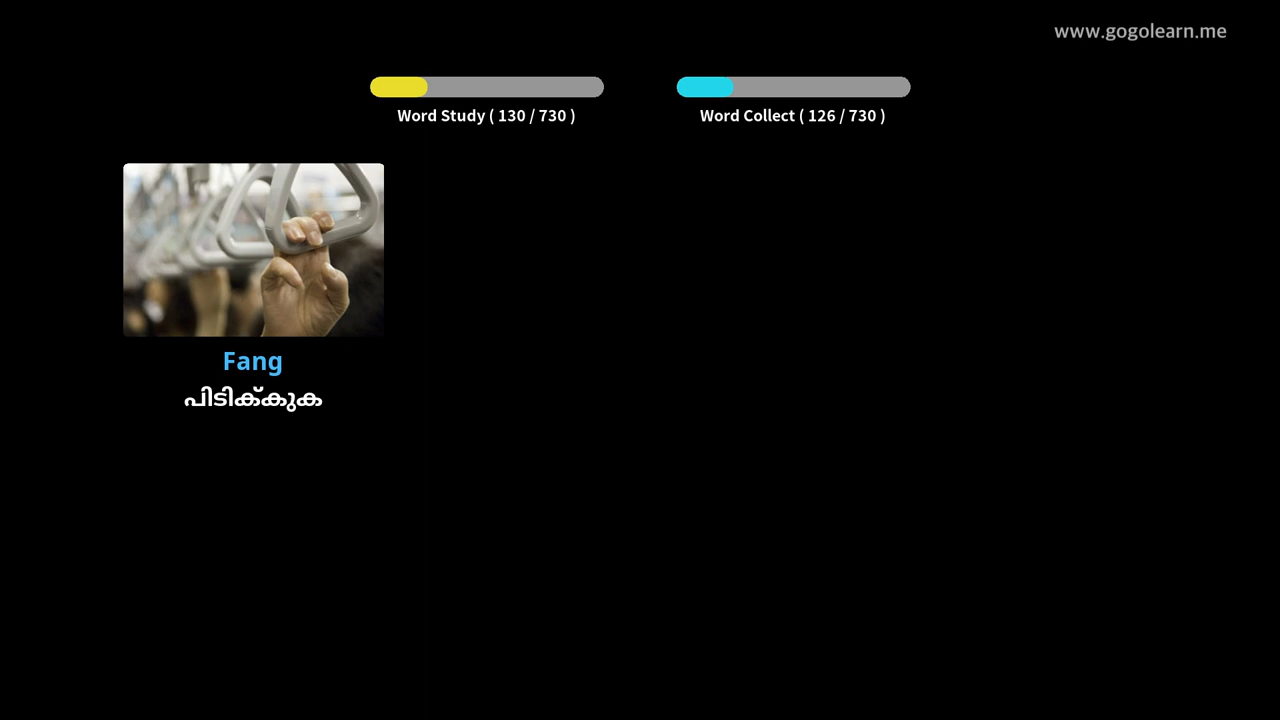 www.gogolearn.me
Word Study ( 130 / 730 )
Word Collect ( 126 / 730 )
Fang
പിടിക്കുക